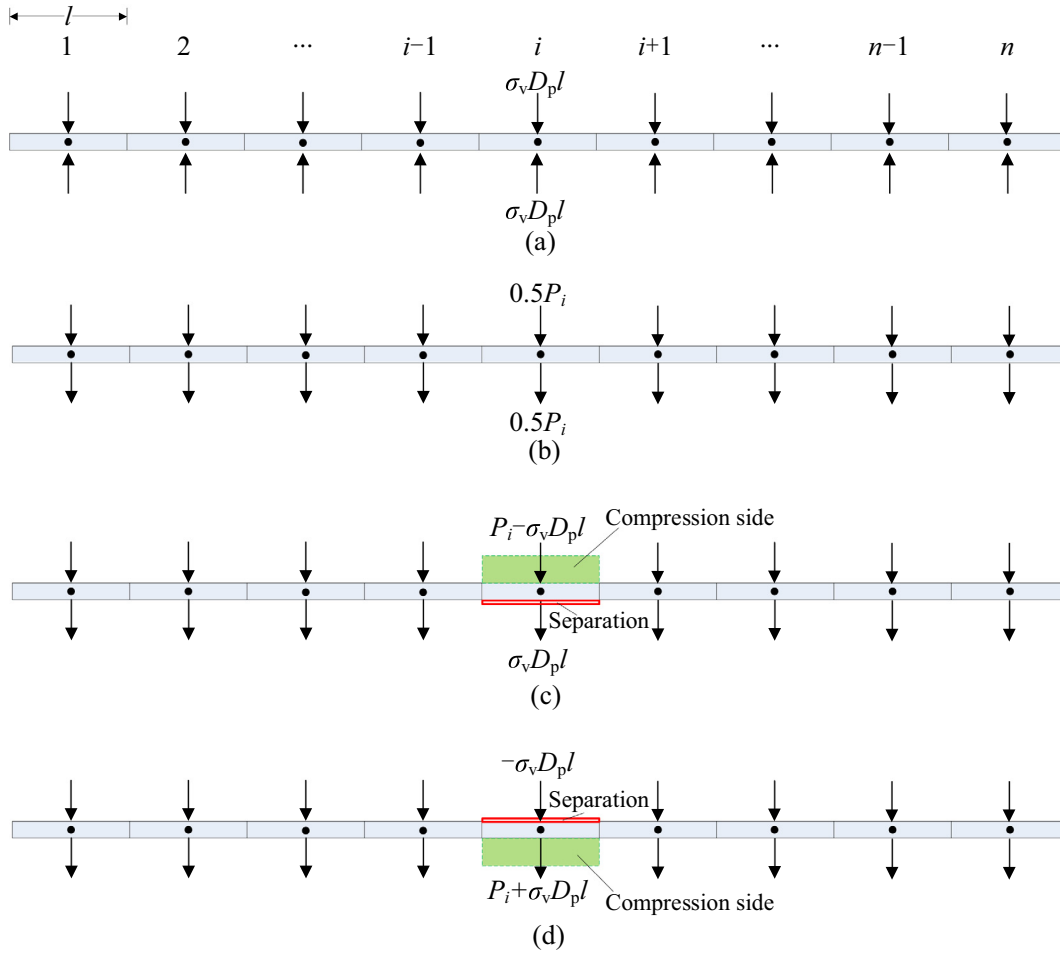 l
1 2 ... i−1 i i+1 ... n−1 n
σvDpl
σvDpl
(a)
0.5Pi
0.5Pi
(b)
Pi−σvDpl Compression side
Separation
σvDpl
(c)
−σvDpl
Separation
Pi+σvDpl Compression side
(d)